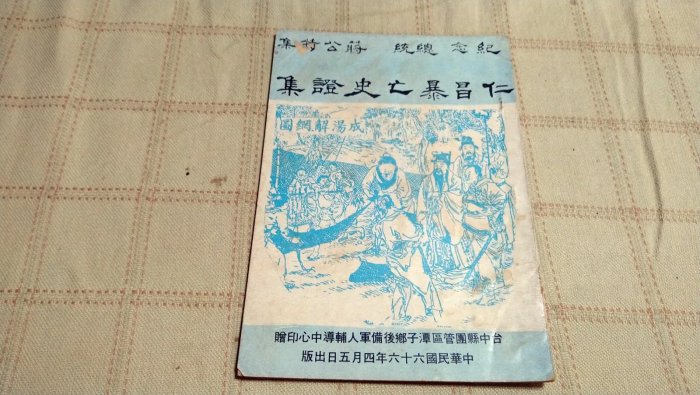 紀念 總統 蔣公特集
仁昌暴亡史證集
成湯解網圖
台中縣團管區潭子鄉後備軍人輔導中心印贈
中華民國六十六年四月五日出版